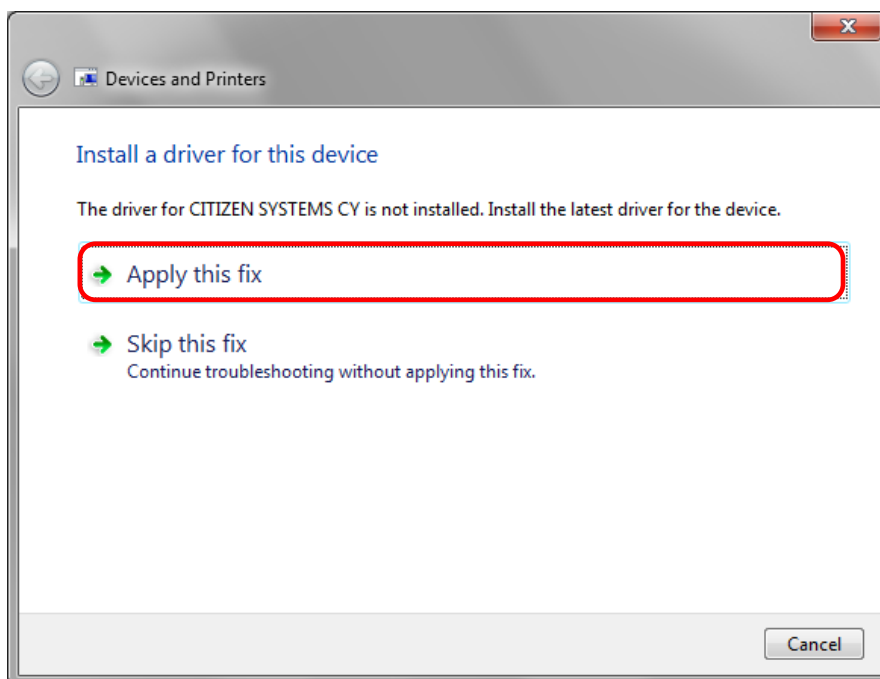 Devices and Printers
Install a driver for this device
The driver for CITIZEN SYSTEMS CY is not installed. Install the latest driver for the device.
Apply this fix
Skip this fix
Continue troubleshooting without applying this fix.
Cancel